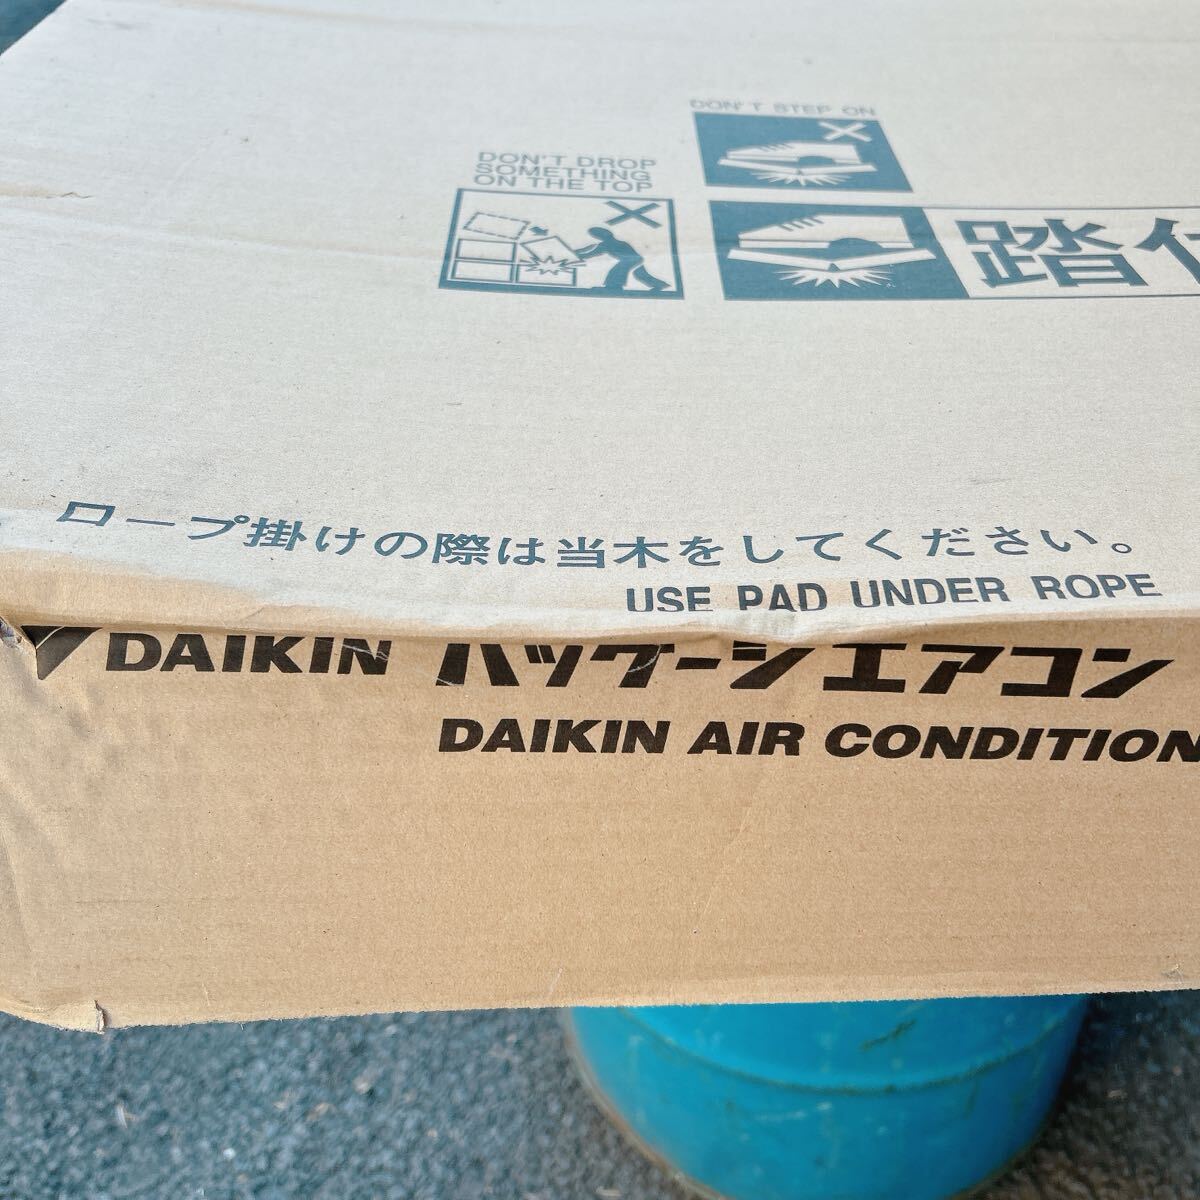 DON'T STEP ON
DON'T DROP
SOMETHING
ON THE TOP
踏付
ロープ掛けの際は当木をしてください。
USE PAD UNDER ROPE
DAIKIN パッケージエアコン
DAIKIN AIR CONDITION